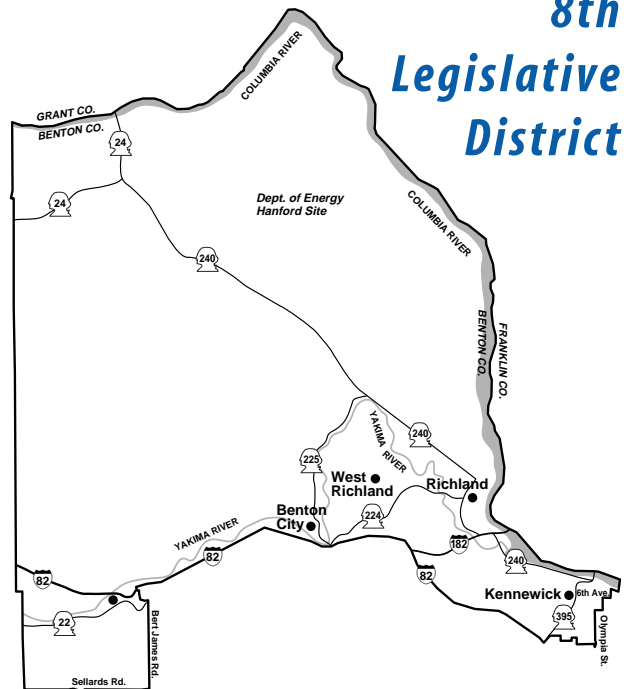 8th
Legislative
District
COLUMBIA RIVER
GRANT CO.
BENTON CO.
24
24
Dept. of Energy
Hanford Site
COLUMBIA RIVER
240
BENTON CO.
FRANKLIN CO.
YAKIMA RIVER
240
225
West
Richland
Richland
Benton
City
224
YAKIMA RIVER
82
182
240
82
82
Kennewick
6th Ave.
395
22
Bert James Rd.
Olympia St.
Sellards Rd.